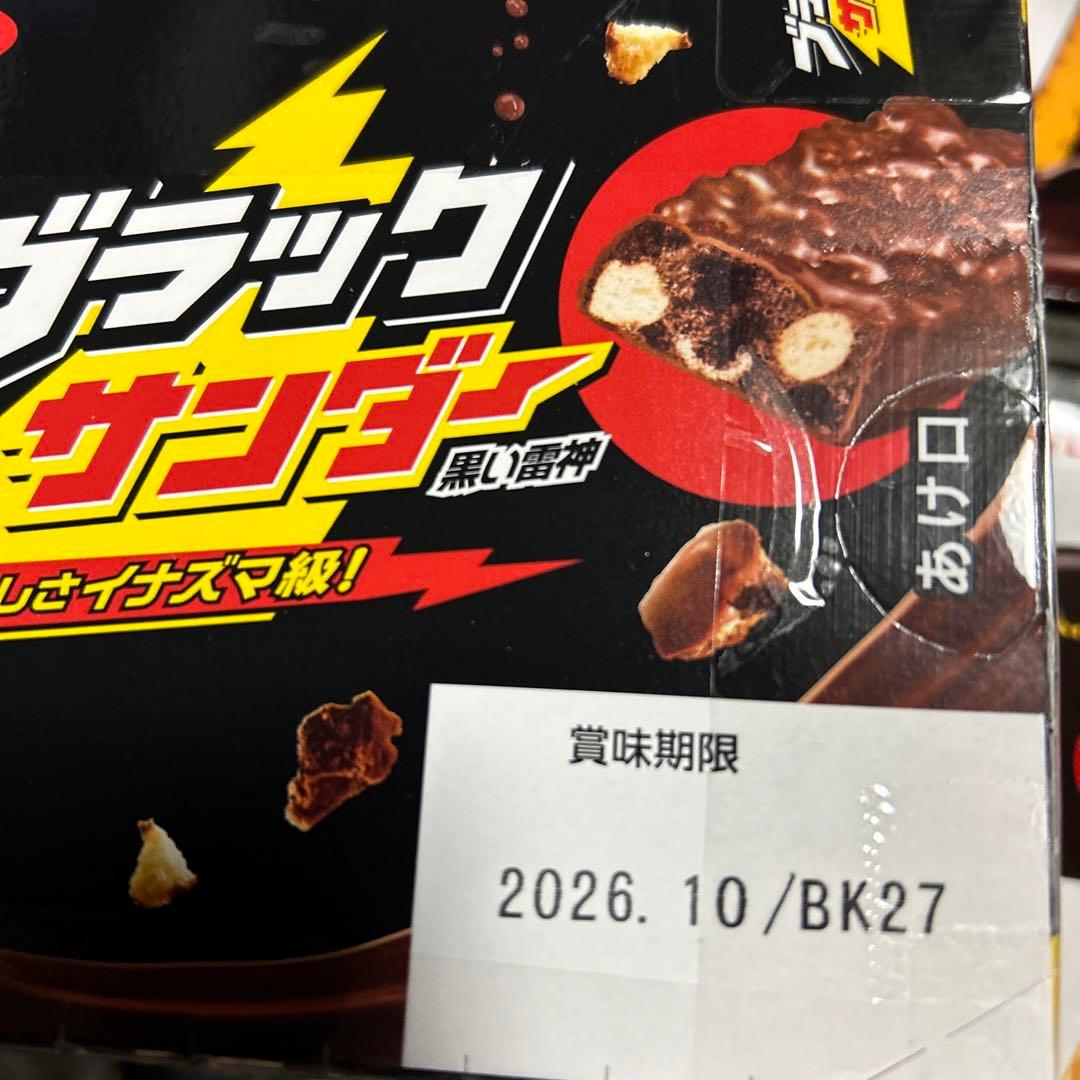 ブラック
サンダー
黒い雷神
しさイナズマ級!
あけ口
賞味期限
2026. 10/BK27